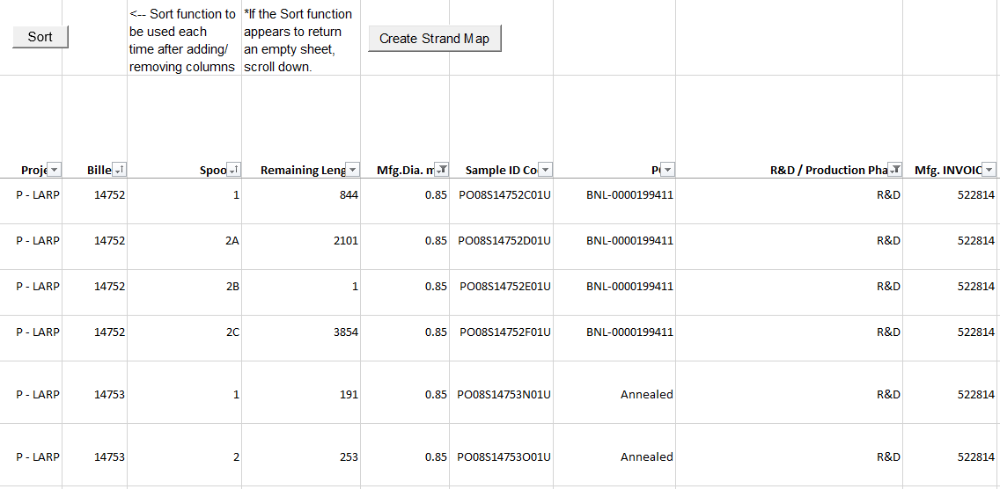 Sort
<-- Sort function to
be used each
time after adding/
removing columns
*If the Sort function
appears to return
an empty sheet,
scroll down.
Create Strand Map
Proje Bille Spoo Remaining Leng Mfg.Dia. m Sample ID Co P R&D / Production Pha Mfg. INVOIC
P - LARP 14752 1 844 0.85 PO08S14752C01U BNL-0000199411 R&D 522814
P - LARP 14752 2A 2101 0.85 PO08S14752D01U BNL-0000199411 R&D 522814
P - LARP 14752 2B 1 0.85 PO08S14752E01U BNL-0000199411 R&D 522814
P - LARP 14752 2C 3854 0.85 PO08S14752F01U BNL-0000199411 R&D 522814
P - LARP 14753 1 191 0.85 PO08S14753N01U Annealed R&D 522814
P - LARP 14753 2 253 0.85 PO08S14753O01U Annealed R&D 522814